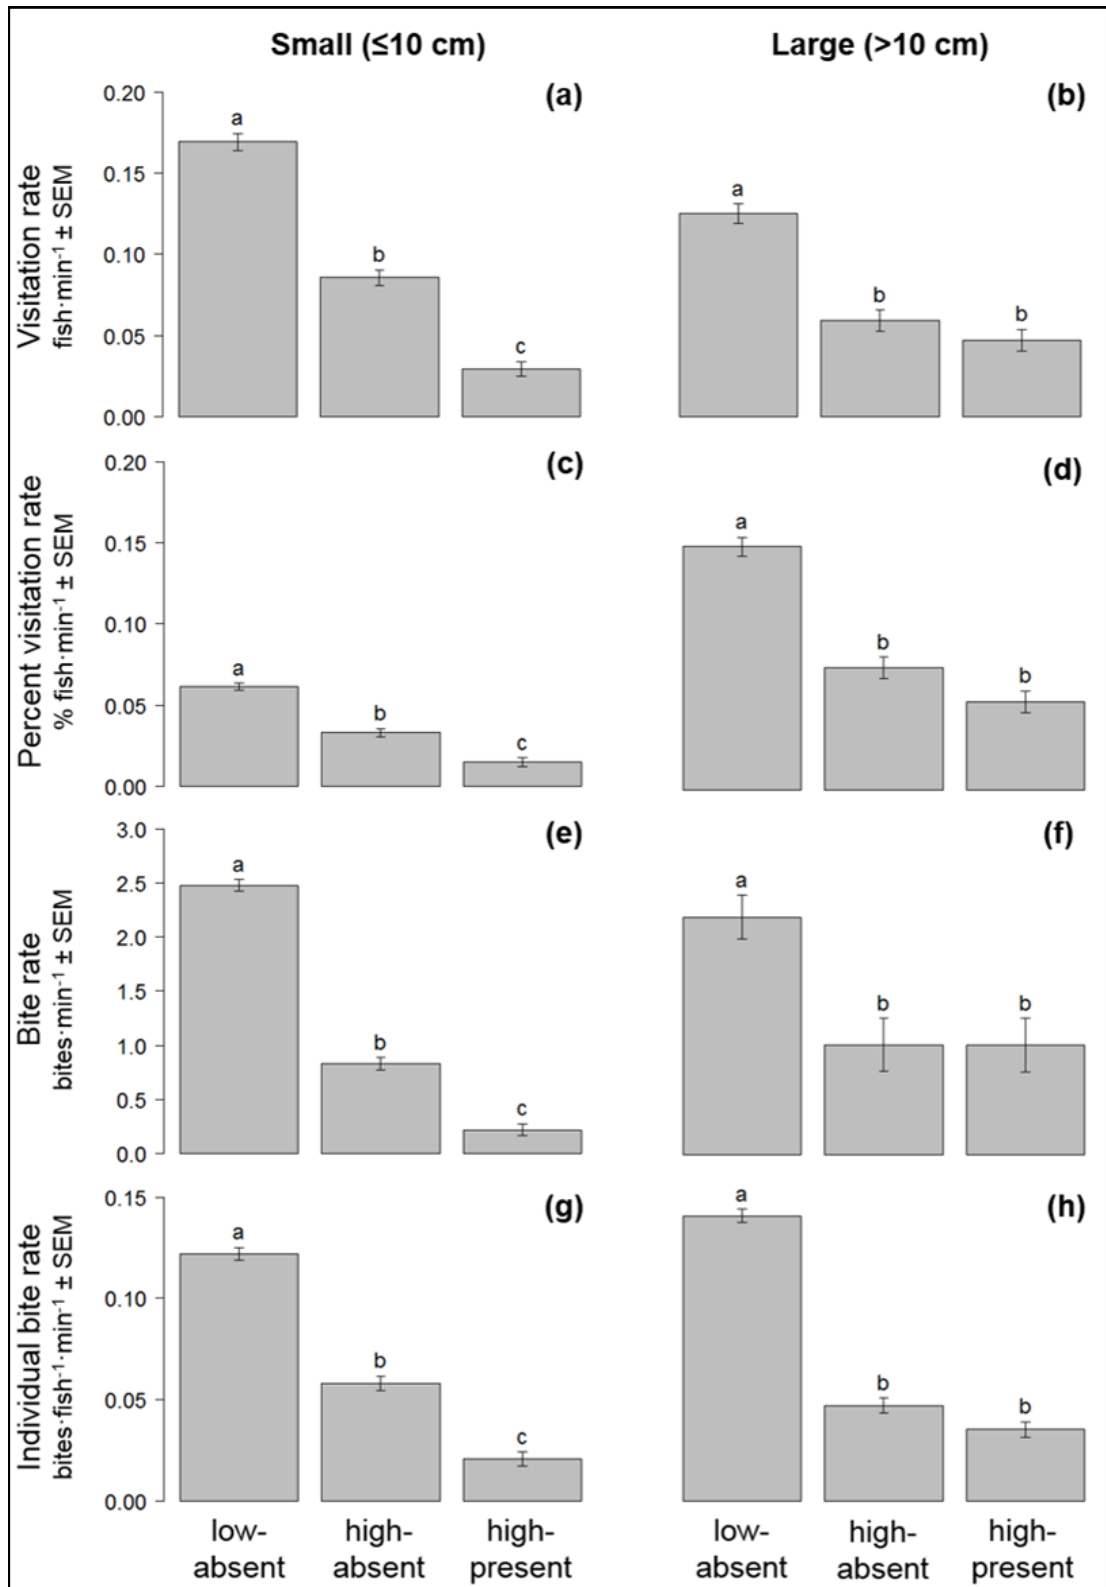 Small (≤10 cm)
Large (>10 cm)
Visitation rate
fish·min⁻¹ ± SEM
(a)
0.20
0.15
0.10
0.05
0.00
a
b
c
(b)
a
b
b
Percent visitation rate
% fish·min⁻¹ ± SEM
(c)
0.20
0.15
0.10
0.05
0.00
a
b
c
(d)
a
b
b
Bite rate
bites·min⁻¹ ± SEM
(e)
3.0
2.5
2.0
1.5
1.0
0.5
0.0
a
b
c
(f)
a
b
b
Individual bite rate
bites·fish⁻¹·min⁻¹ ± SEM
(g)
0.15
0.10
0.05
0.00
a
b
c
(h)
a
b
b
low-
absent
high-
absent
high-
present
low-
absent
high-
absent
high-
present